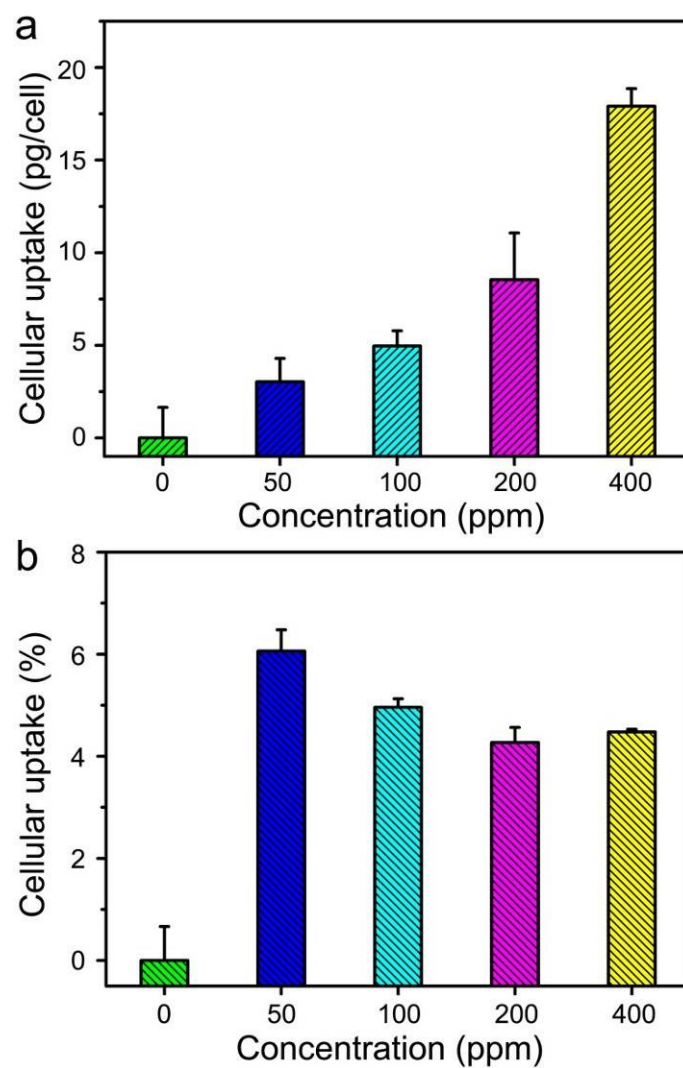 a
Cellular uptake (pg/cell)
20
15
10
5
0
0 50 100 200 400
Concentration (ppm)
b
Cellular uptake (%)
8
6
4
2
0
0 50 100 200 400
Concentration (ppm)